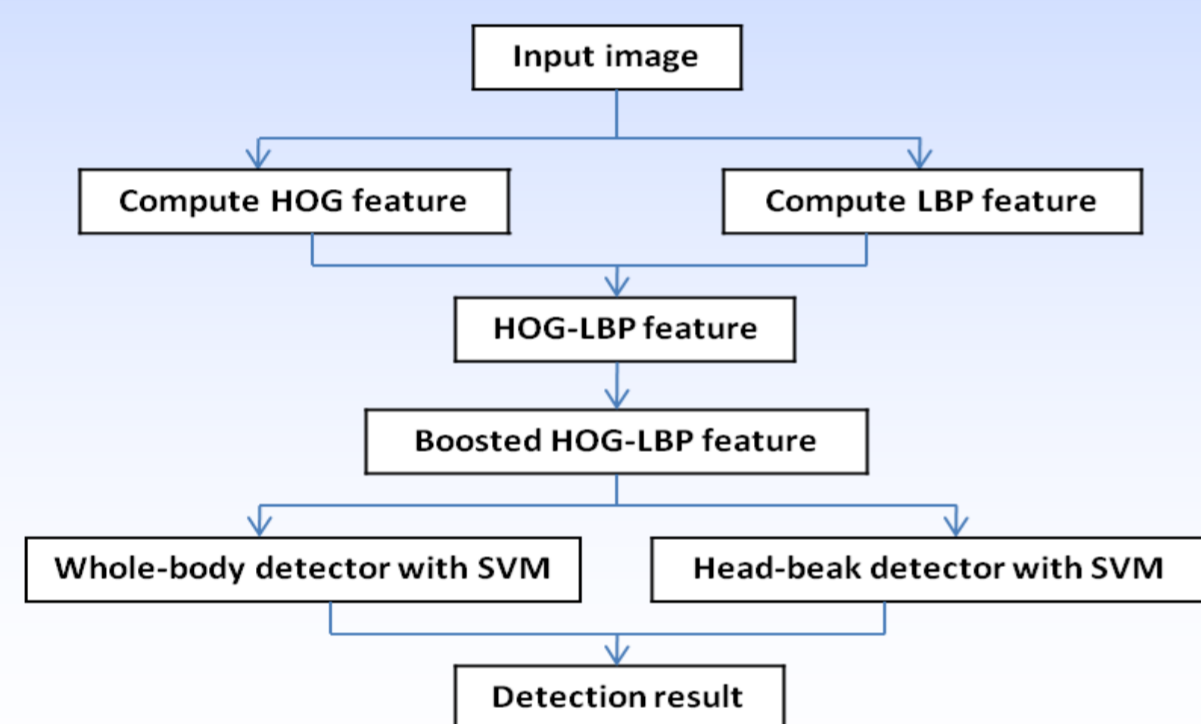 Input image
Compute HOG feature
Compute LBP feature
HOG-LBP feature
Boosted HOG-LBP feature
Whole-body detector with SVM
Head-beak detector with SVM
Detection result